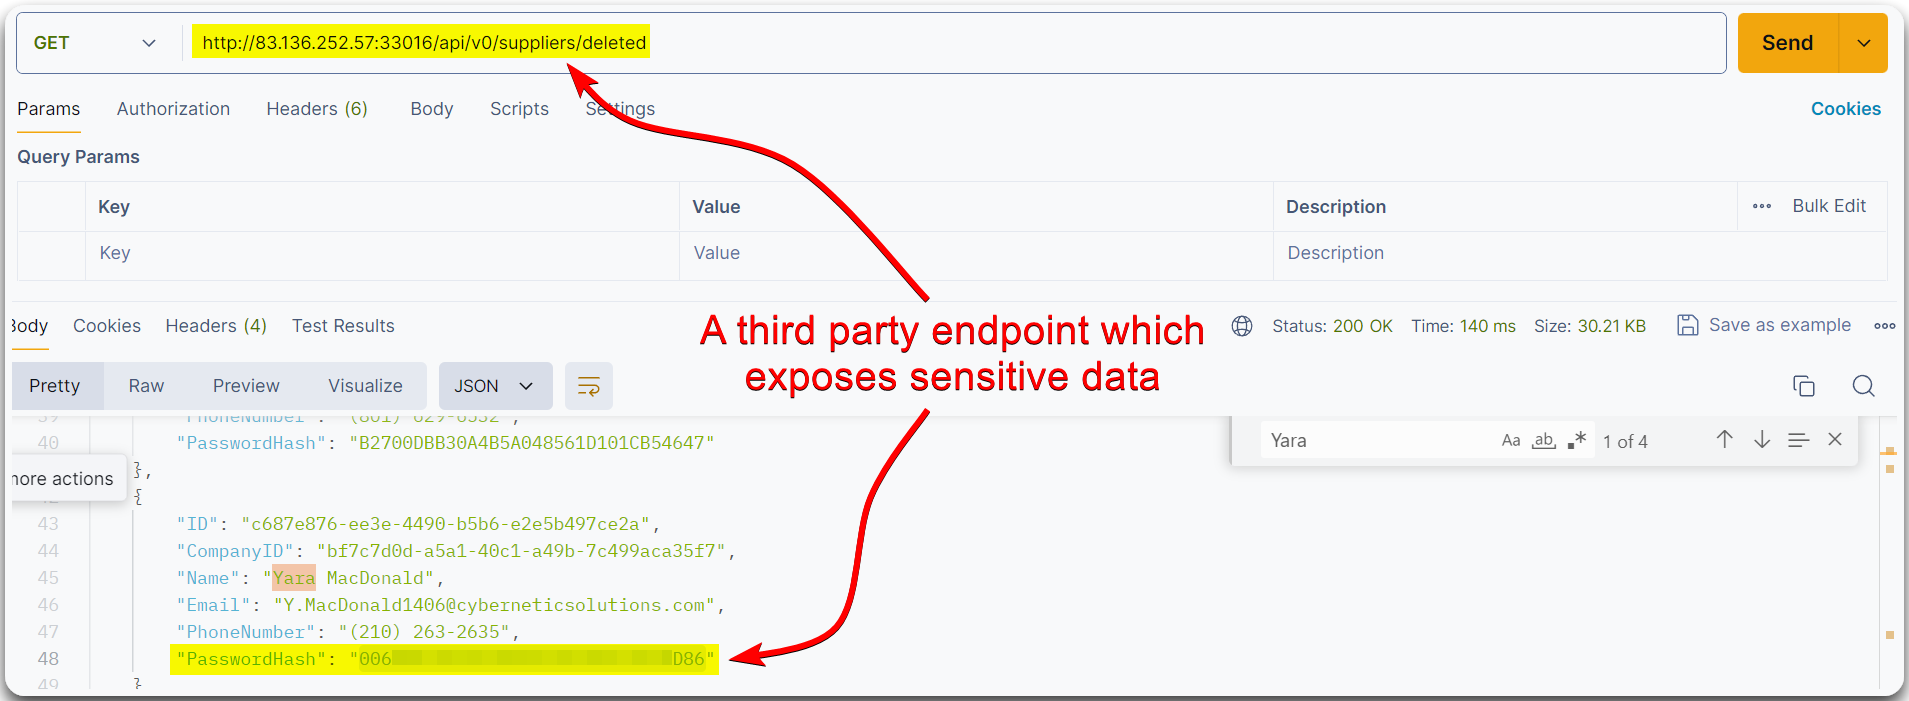 GET
http://83.136.252.57:33016/api/v0/suppliers/deleted
Send
Params Authorization Headers (6) Body Scripts Settings Cookies
Query Params
Key Value Description Bulk Edit
Key Value Description
A third party endpoint which
exposes sensitive data
Body Cookies Headers (4) Test Results Status: 200 OK Time: 140 ms Size: 30.21 KB Save as example
Pretty Raw Preview Visualize JSON
39 "PhoneNumber": "(801) 629-6532",
40 "PasswordHash": "B2700DBB30A4B5A048561D101CB54647"
Yara Aa ab 1 of 4
},
more actions
42 {
43 "ID": "c687e876-ee3e-4490-b5b6-e2e5b497ce2a",
44 "CompanyID": "bf7c7d0d-a5a1-40c1-a49b-7c499aca35f7",
45 "Name": "Yara MacDonald",
46 "Email": "Y.MacDonald1406@cyberneticsolutions.com",
47 "PhoneNumber": "(210) 263-2635",
48 "PasswordHash": "006 D86"
49 }